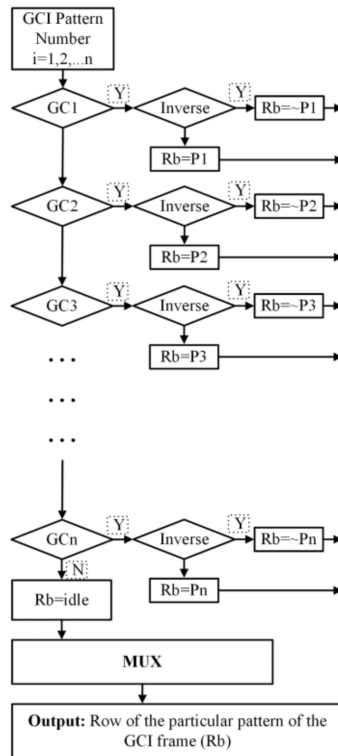 GCI Pattern
Number
i=1,2,...n
GC1
Y
Inverse
Y
Rb=~P1
Rb=P1
GC2
Y
Inverse
Y
Rb=~P2
Rb=P2
GC3
Y
Inverse
Y
Rb=~P3
Rb=P3
...
...
...
GCn
Y
Inverse
Y
Rb=~Pn
N
Rb=Pn
Rb=idle
MUX
Output: Row of the particular pattern of the
GCI frame (Rb)